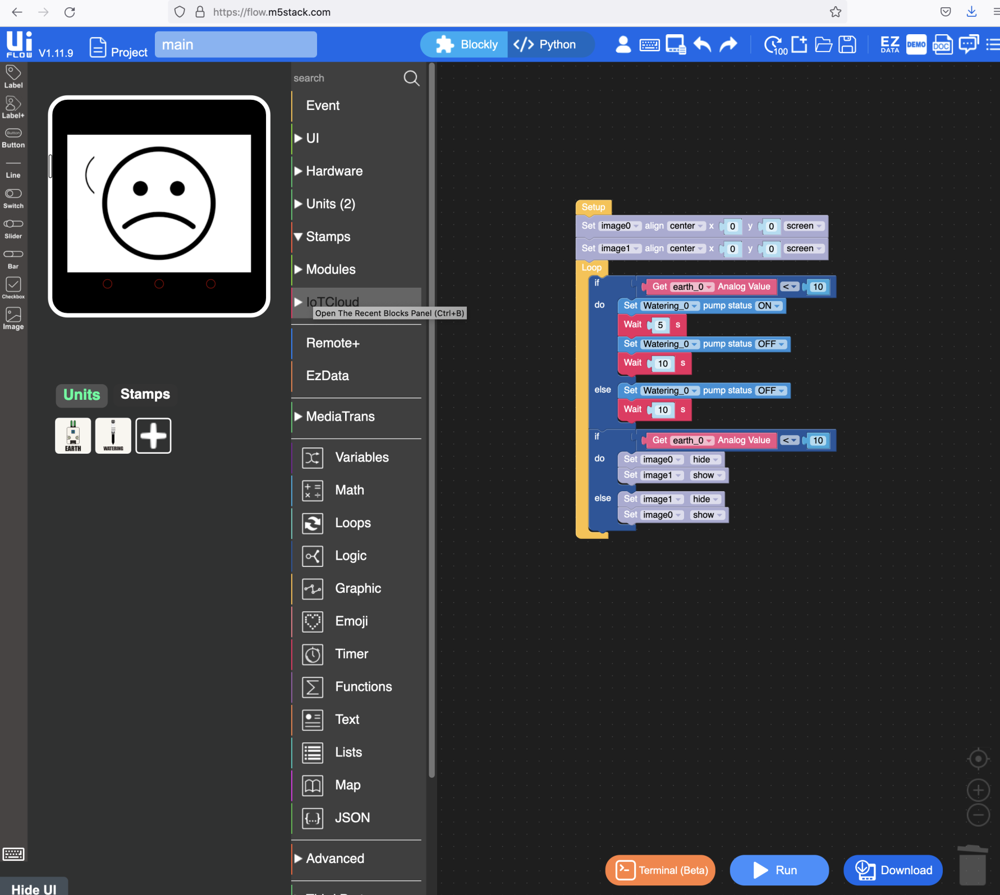 https://flow.m5stack.com
Ui
FLOW
V1.11.9
Project
main
Blockly
</> Python
100
EZ
DATA
DEMO
DOC
Label
Label+
Button
Button
Line
Switch
Slider
Bar
Checkbox
Image
Units
Stamps
EARTH
WATERING
Hide UI
search
Event
UI
Hardware
Units (2)
Stamps
Modules
IoTCloud
Open The Recent Blocks Panel (Ctrl+B)
Remote+
EzData
MediaTrans
Variables
Math
Loops
Logic
Graphic
Emoji
Timer
Functions
Text
Lists
Map
JSON
Advanced
Setup
Set image0 align center x 0 y 0 screen
Set image1 align center x 0 y 0 screen
Loop
if Get earth_0 Analog Value < 10
do Set Watering_0 pump status ON
Wait 5 s
Set Watering_0 pump status OFF
Wait 10 s
else Set Watering_0 pump status OFF
Wait 10 s
if Get earth_0 Analog Value < 10
do Set image0 hide
Set image1 show
else Set image1 hide
Set image0 show
Terminal (Beta)
Run
Download